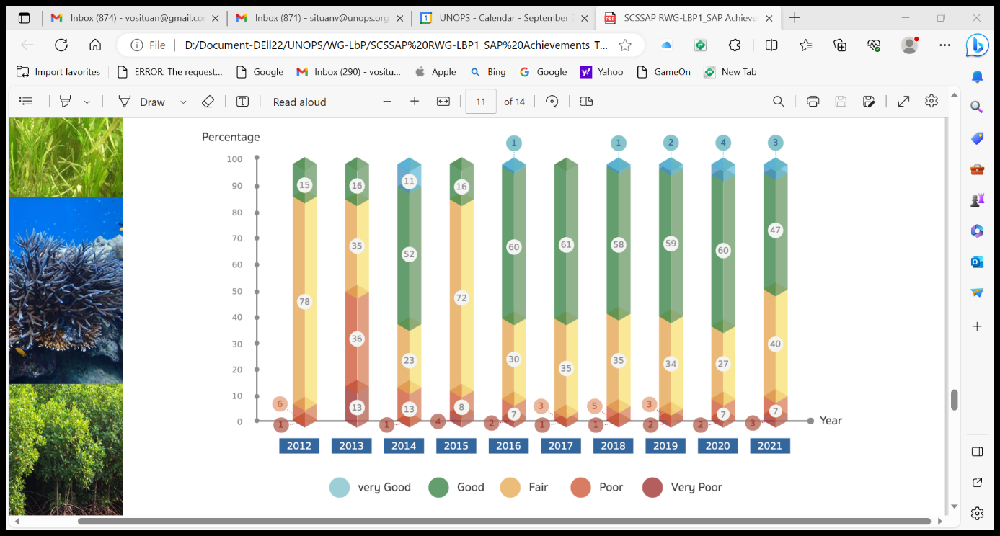 Inbox (874) - vosituan@gmail.co
Inbox (871) - situanv@unops.org
UNOPS - Calendar - September 2
SCSSAP RWG-LBP1_SAP Achieve
File
D:/Document-DEll22/UNOPS/WG-LbP/SCSSAP%20RWG-LBP1_SAP%20Achievements_T...
Import favorites
ERROR: The request...
Google
Inbox (290) - vositu...
Apple
Bing
Google
Yahoo
GameOn
New Tab
Draw
Read aloud
11 of 14
Percentage
1 1 2 4 3
100
90
80
70
60
50
40
30
20
10
0
15 16 11 16
78 35 52 72 60 61 58 59 60 47
36 23 30 35 35 34 27 40
6 13 13 8 7 3 5 3 7 7
1 1 4 2 1 1 2 2 3
Year
2012 2013 2014 2015 2016 2017 2018 2019 2020 2021
very Good Good Fair Poor Very Poor